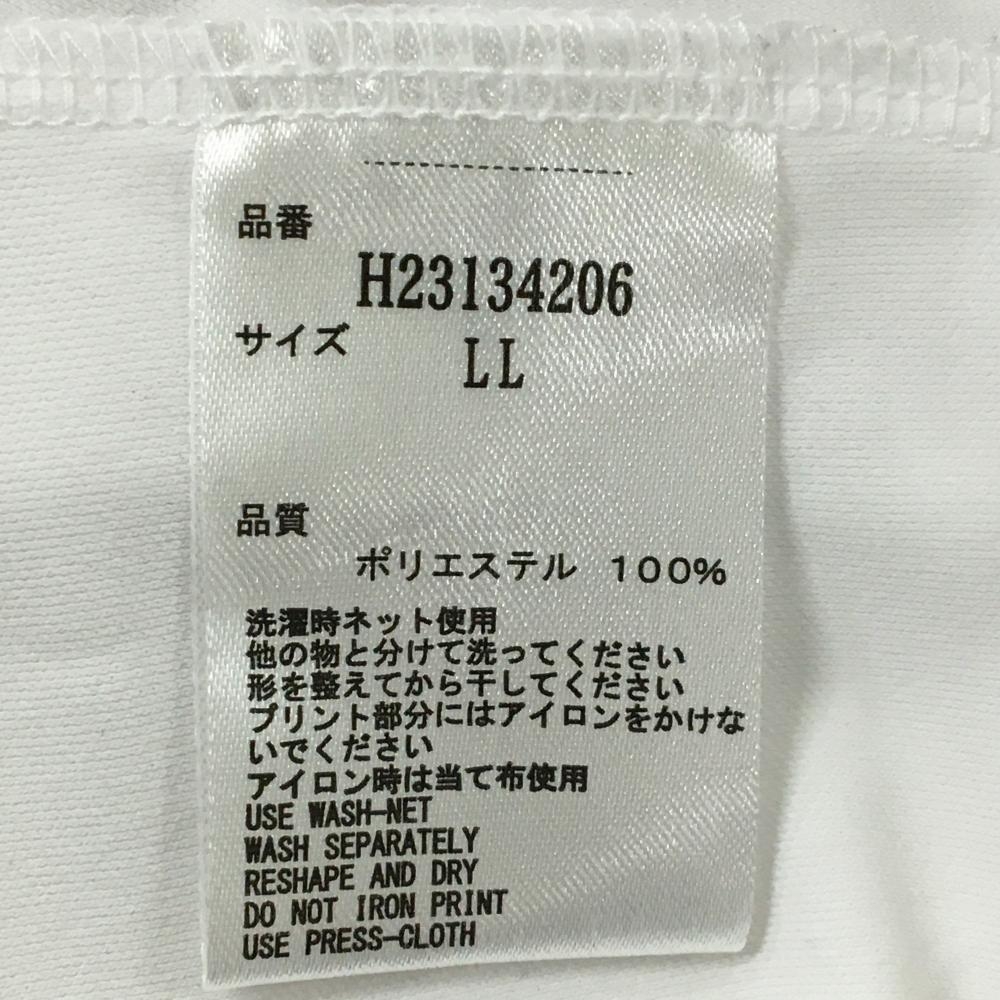 品番
H23134206
サイズ
LL
品質
ポリエステル 100%
洗濯時ネット使用
他の物と分けて洗ってください
形を整えてから干してください
プリント部分にはアイロンをかけな
いでください
アイロン時は当て布使用
USE WASH-NET
WASH SEPARATELY
RESHAPE AND DRY
DO NOT IRON PRINT
USE PRESS-CLOTH